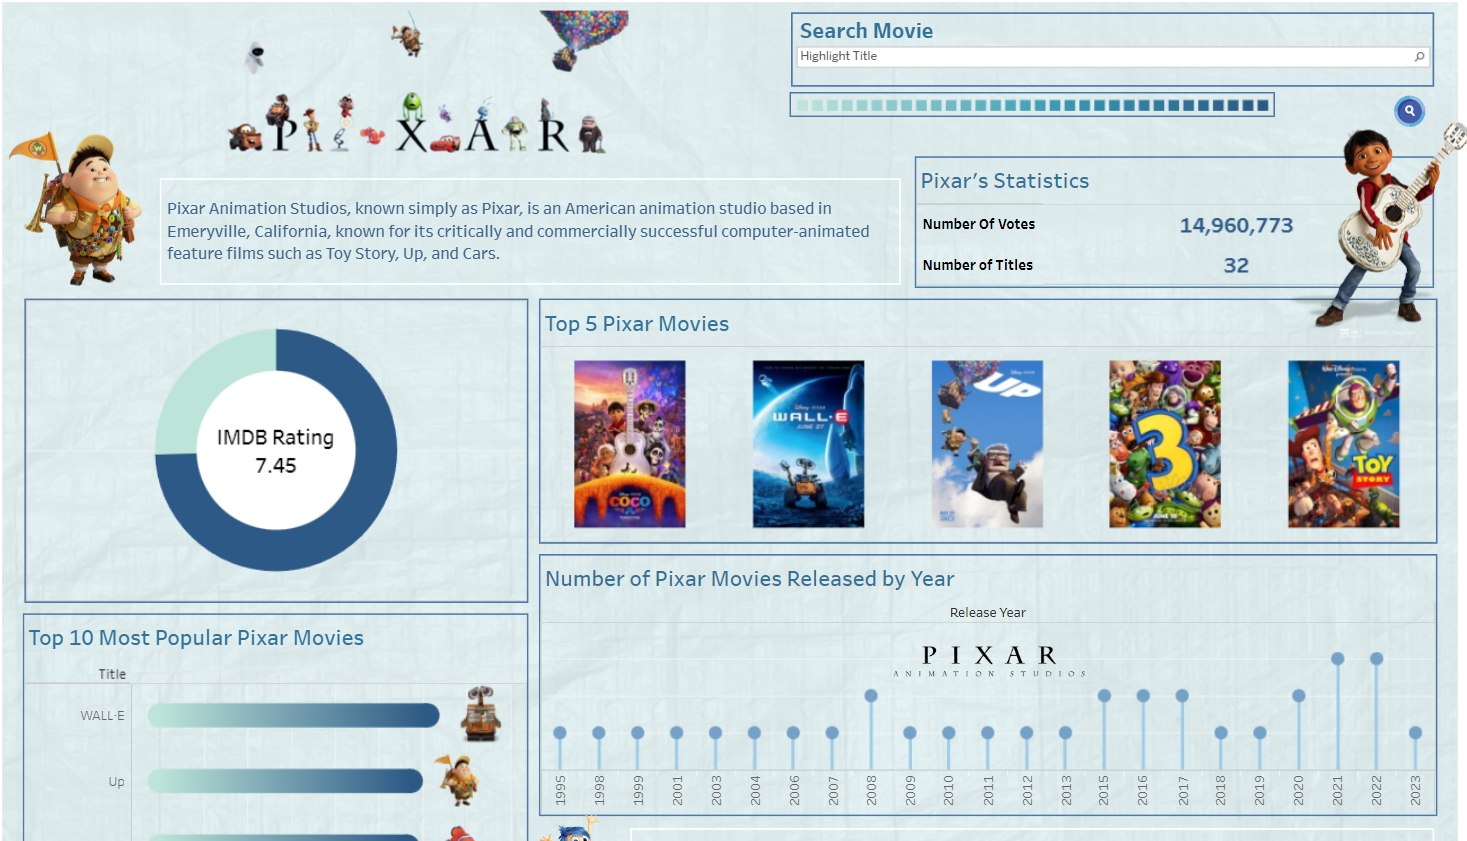 Search Movie
Highlight Title
PIXAR
Pixar's Statistics
Pixar Animation Studios, known simply as Pixar, is an American animation studio based in
Emeryville, California, known for its critically and commercially successful computer-animated
feature films such as Toy Story, Up, and Cars.
Number Of Votes 14,960,773
Number of Titles 32
IMDB Rating
7.45
Top 5 Pixar Movies
COCO
WALL·E
JUNE 27
UP
3
TOY
STORY
Number of Pixar Movies Released by Year
Release Year
PIXAR
ANIMATION STUDIOS
1995 1998 1999 2001 2003 2004 2006 2007 2008 2009 2010 2011 2012 2013 2015 2016 2017 2018 2019 2020 2021 2022 2023
Top 10 Most Popular Pixar Movies
Title
WALL·E
Up